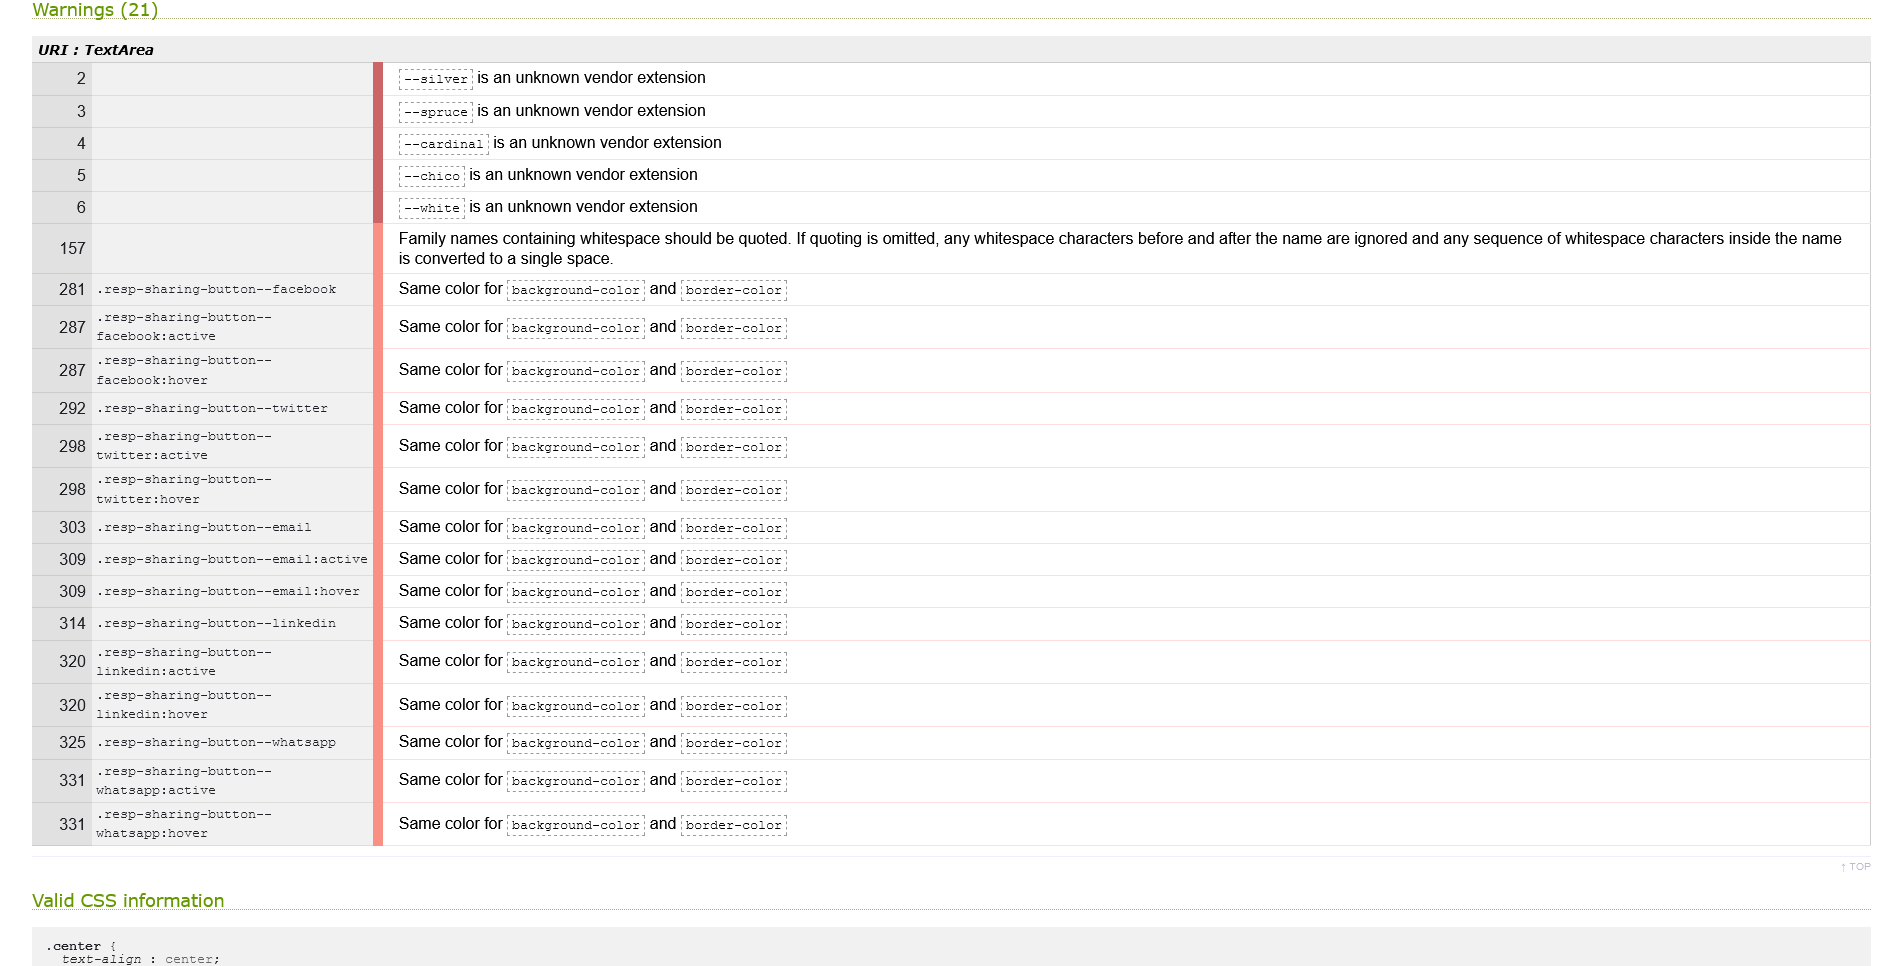 Warnings (21)
URI : TextArea
2 --silver is an unknown vendor extension
3 --spruce is an unknown vendor extension
4 --cardinal is an unknown vendor extension
5 --chico is an unknown vendor extension
6 --white is an unknown vendor extension
157 Family names containing whitespace should be quoted. If quoting is omitted, any whitespace characters before and after the name are ignored and any sequence of whitespace characters inside the name
is converted to a single space.
281 .resp-sharing-button--facebook Same color for background-color and border-color
287 .resp-sharing-button--
facebook:active Same color for background-color and border-color
287 .resp-sharing-button--
facebook:hover Same color for background-color and border-color
292 .resp-sharing-button--twitter Same color for background-color and border-color
298 .resp-sharing-button--
twitter:active Same color for background-color and border-color
298 .resp-sharing-button--
twitter:hover Same color for background-color and border-color
303 .resp-sharing-button--email Same color for background-color and border-color
309 .resp-sharing-button--email:active Same color for background-color and border-color
309 .resp-sharing-button--email:hover Same color for background-color and border-color
314 .resp-sharing-button--linkedin Same color for background-color and border-color
320 .resp-sharing-button--
linkedin:active Same color for background-color and border-color
320 .resp-sharing-button--
linkedin:hover Same color for background-color and border-color
325 .resp-sharing-button--whatsapp Same color for background-color and border-color
331 .resp-sharing-button--
whatsapp:active Same color for background-color and border-color
331 .resp-sharing-button--
whatsapp:hover Same color for background-color and border-color
↑ TOP
Valid CSS information
.center {
text-align : center;